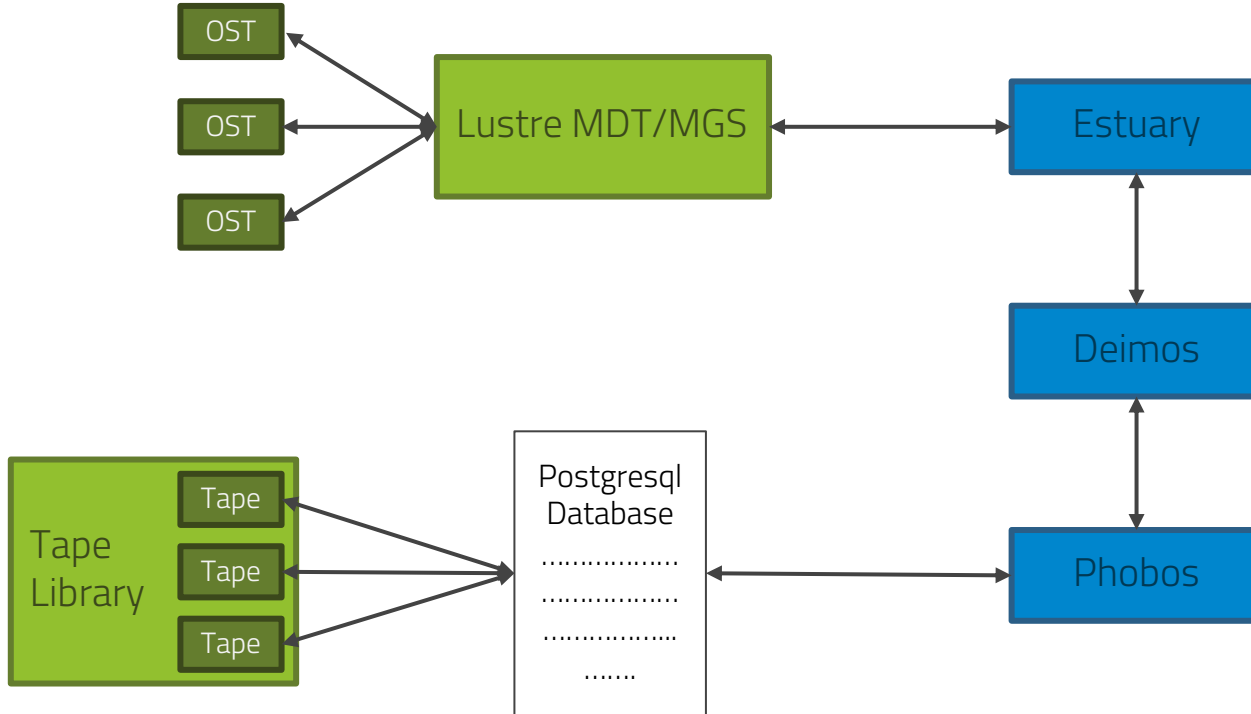 OST
OST
OST
Lustre MDT/MGS
Estuary
Deimos
Phobos
Postgresql
Database
………………
………………
……………...
…….
Tape
Library
Tape
Tape
Tape